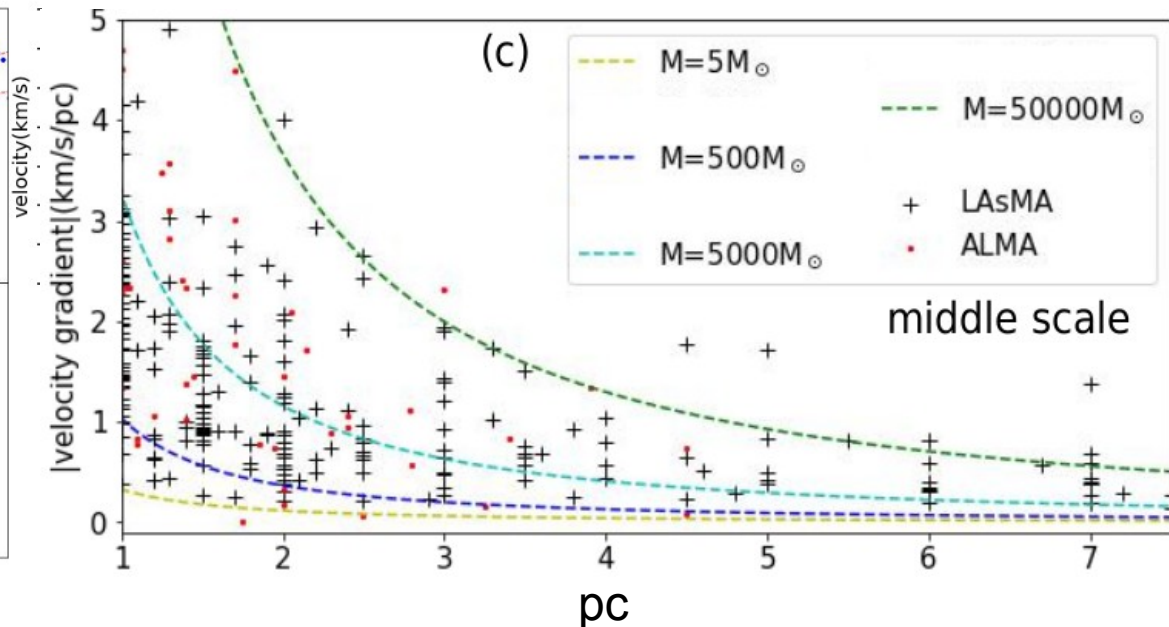 velocity(km/s)
|velocity gradient|(km/s/pc)
5
4
3
2
1
0
(c)
M=5M⊙
M=500M⊙
M=5000M⊙
M=50000M⊙
LAsMA
ALMA
middle scale
1 2 3 4 5 6 7
pc